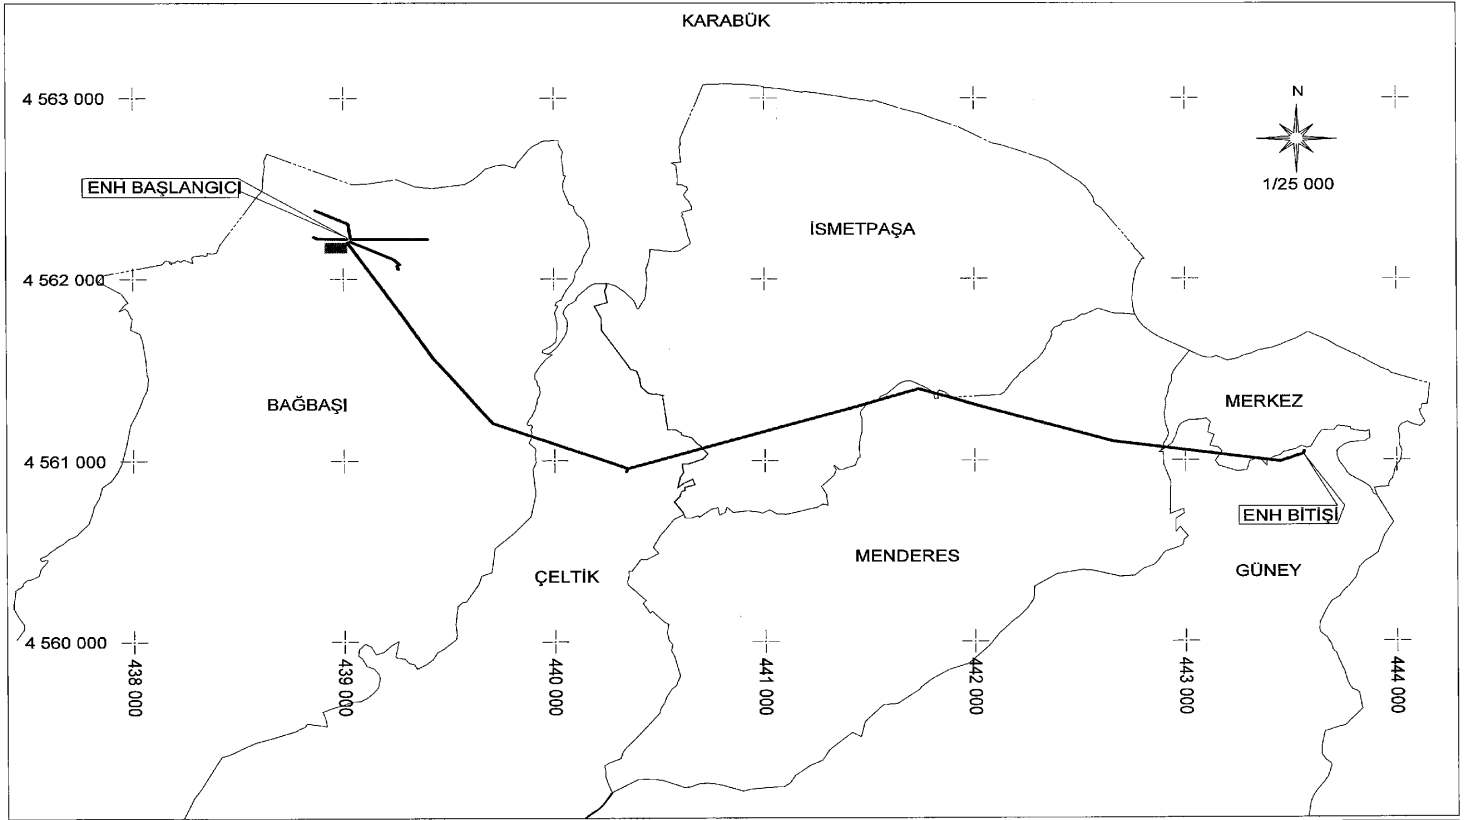 KARABÜK
4 563 000
N
1/25 000
ENH BAŞLANGICI
İSMETPAŞA
4 562 000
BAĞBAŞI
MERKEZ
4 561 000
ENH BİTİŞİ
MENDERES
GÜNEY
ÇELTİK
4 560 000
438 000
439 000
440 000
441 000
442 000
443 000
444 000